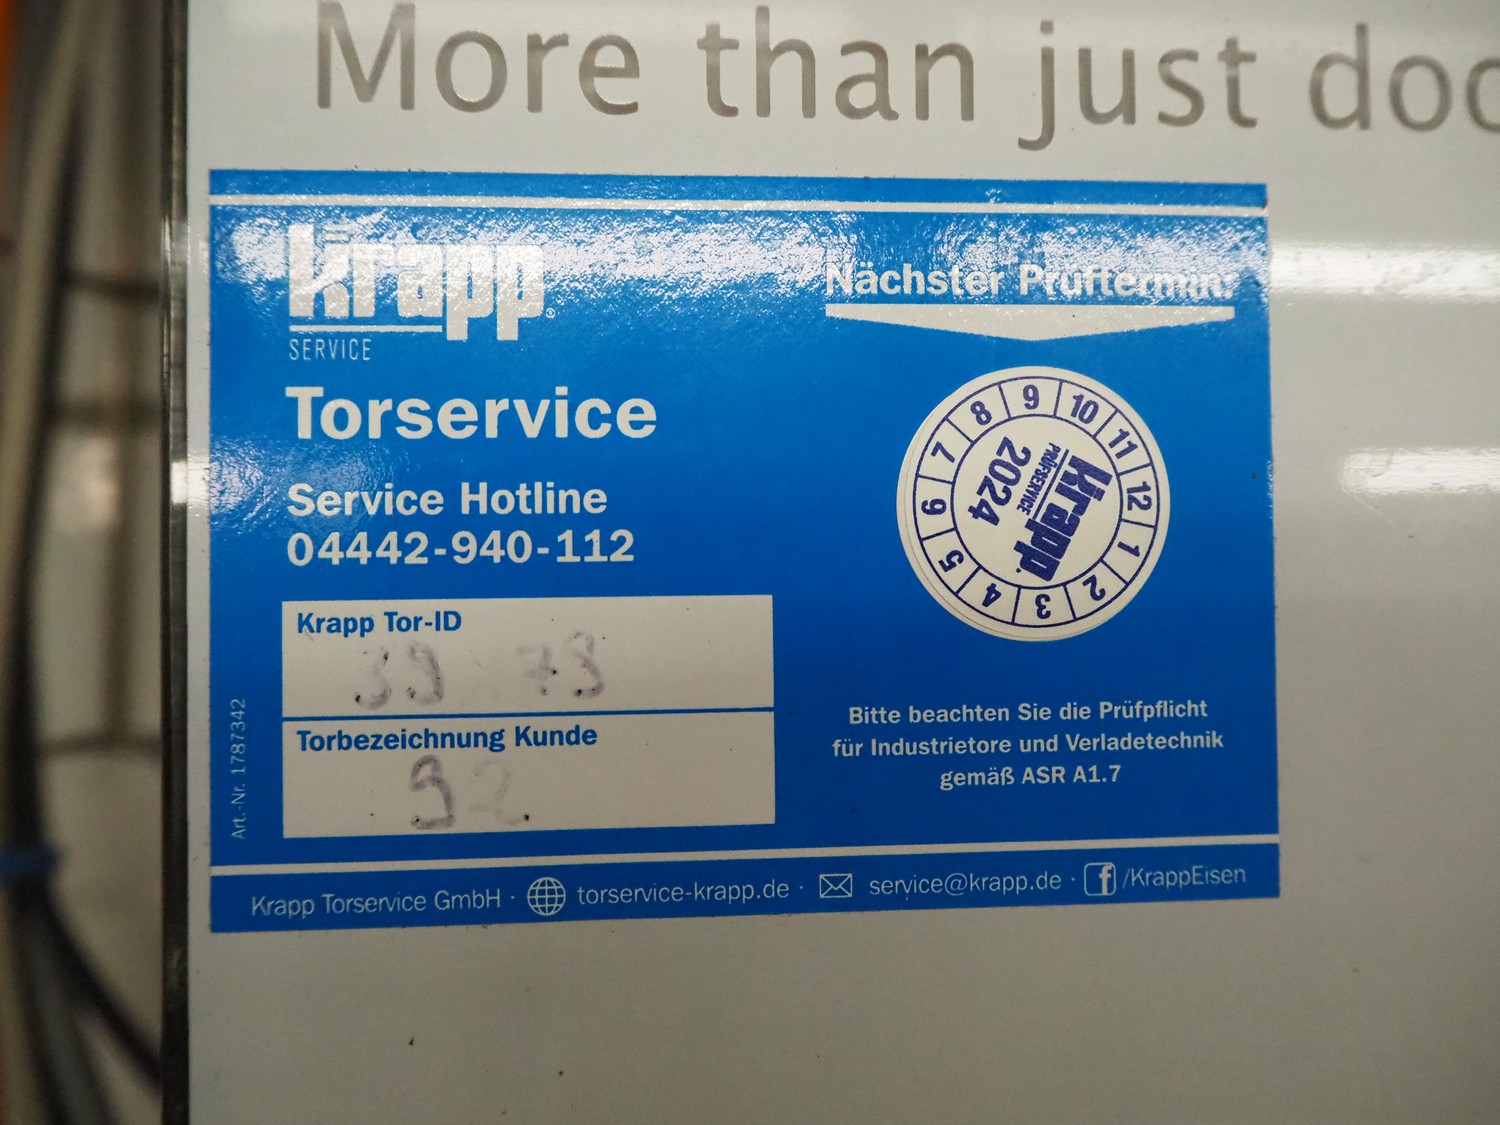 More than just doo
Krapp®
SERVICE
Nächster Prüftermin:
Torservice
Service Hotline
04442-940-112
8 9 10 11 12 1 2 3 4 5 6 7
Krapp.
PRÜFSERVICE
2024
Krapp Tor-ID
39 73
Torbezeichnung Kunde
92
Bitte beachten Sie die Prüfpflicht
für Industrietore und Verladetechnik
gemäß ASR A1.7
Art.-Nr. 1787342
Krapp Torservice GmbH · torservice-krapp.de · service@krapp.de · f /KrappEisen